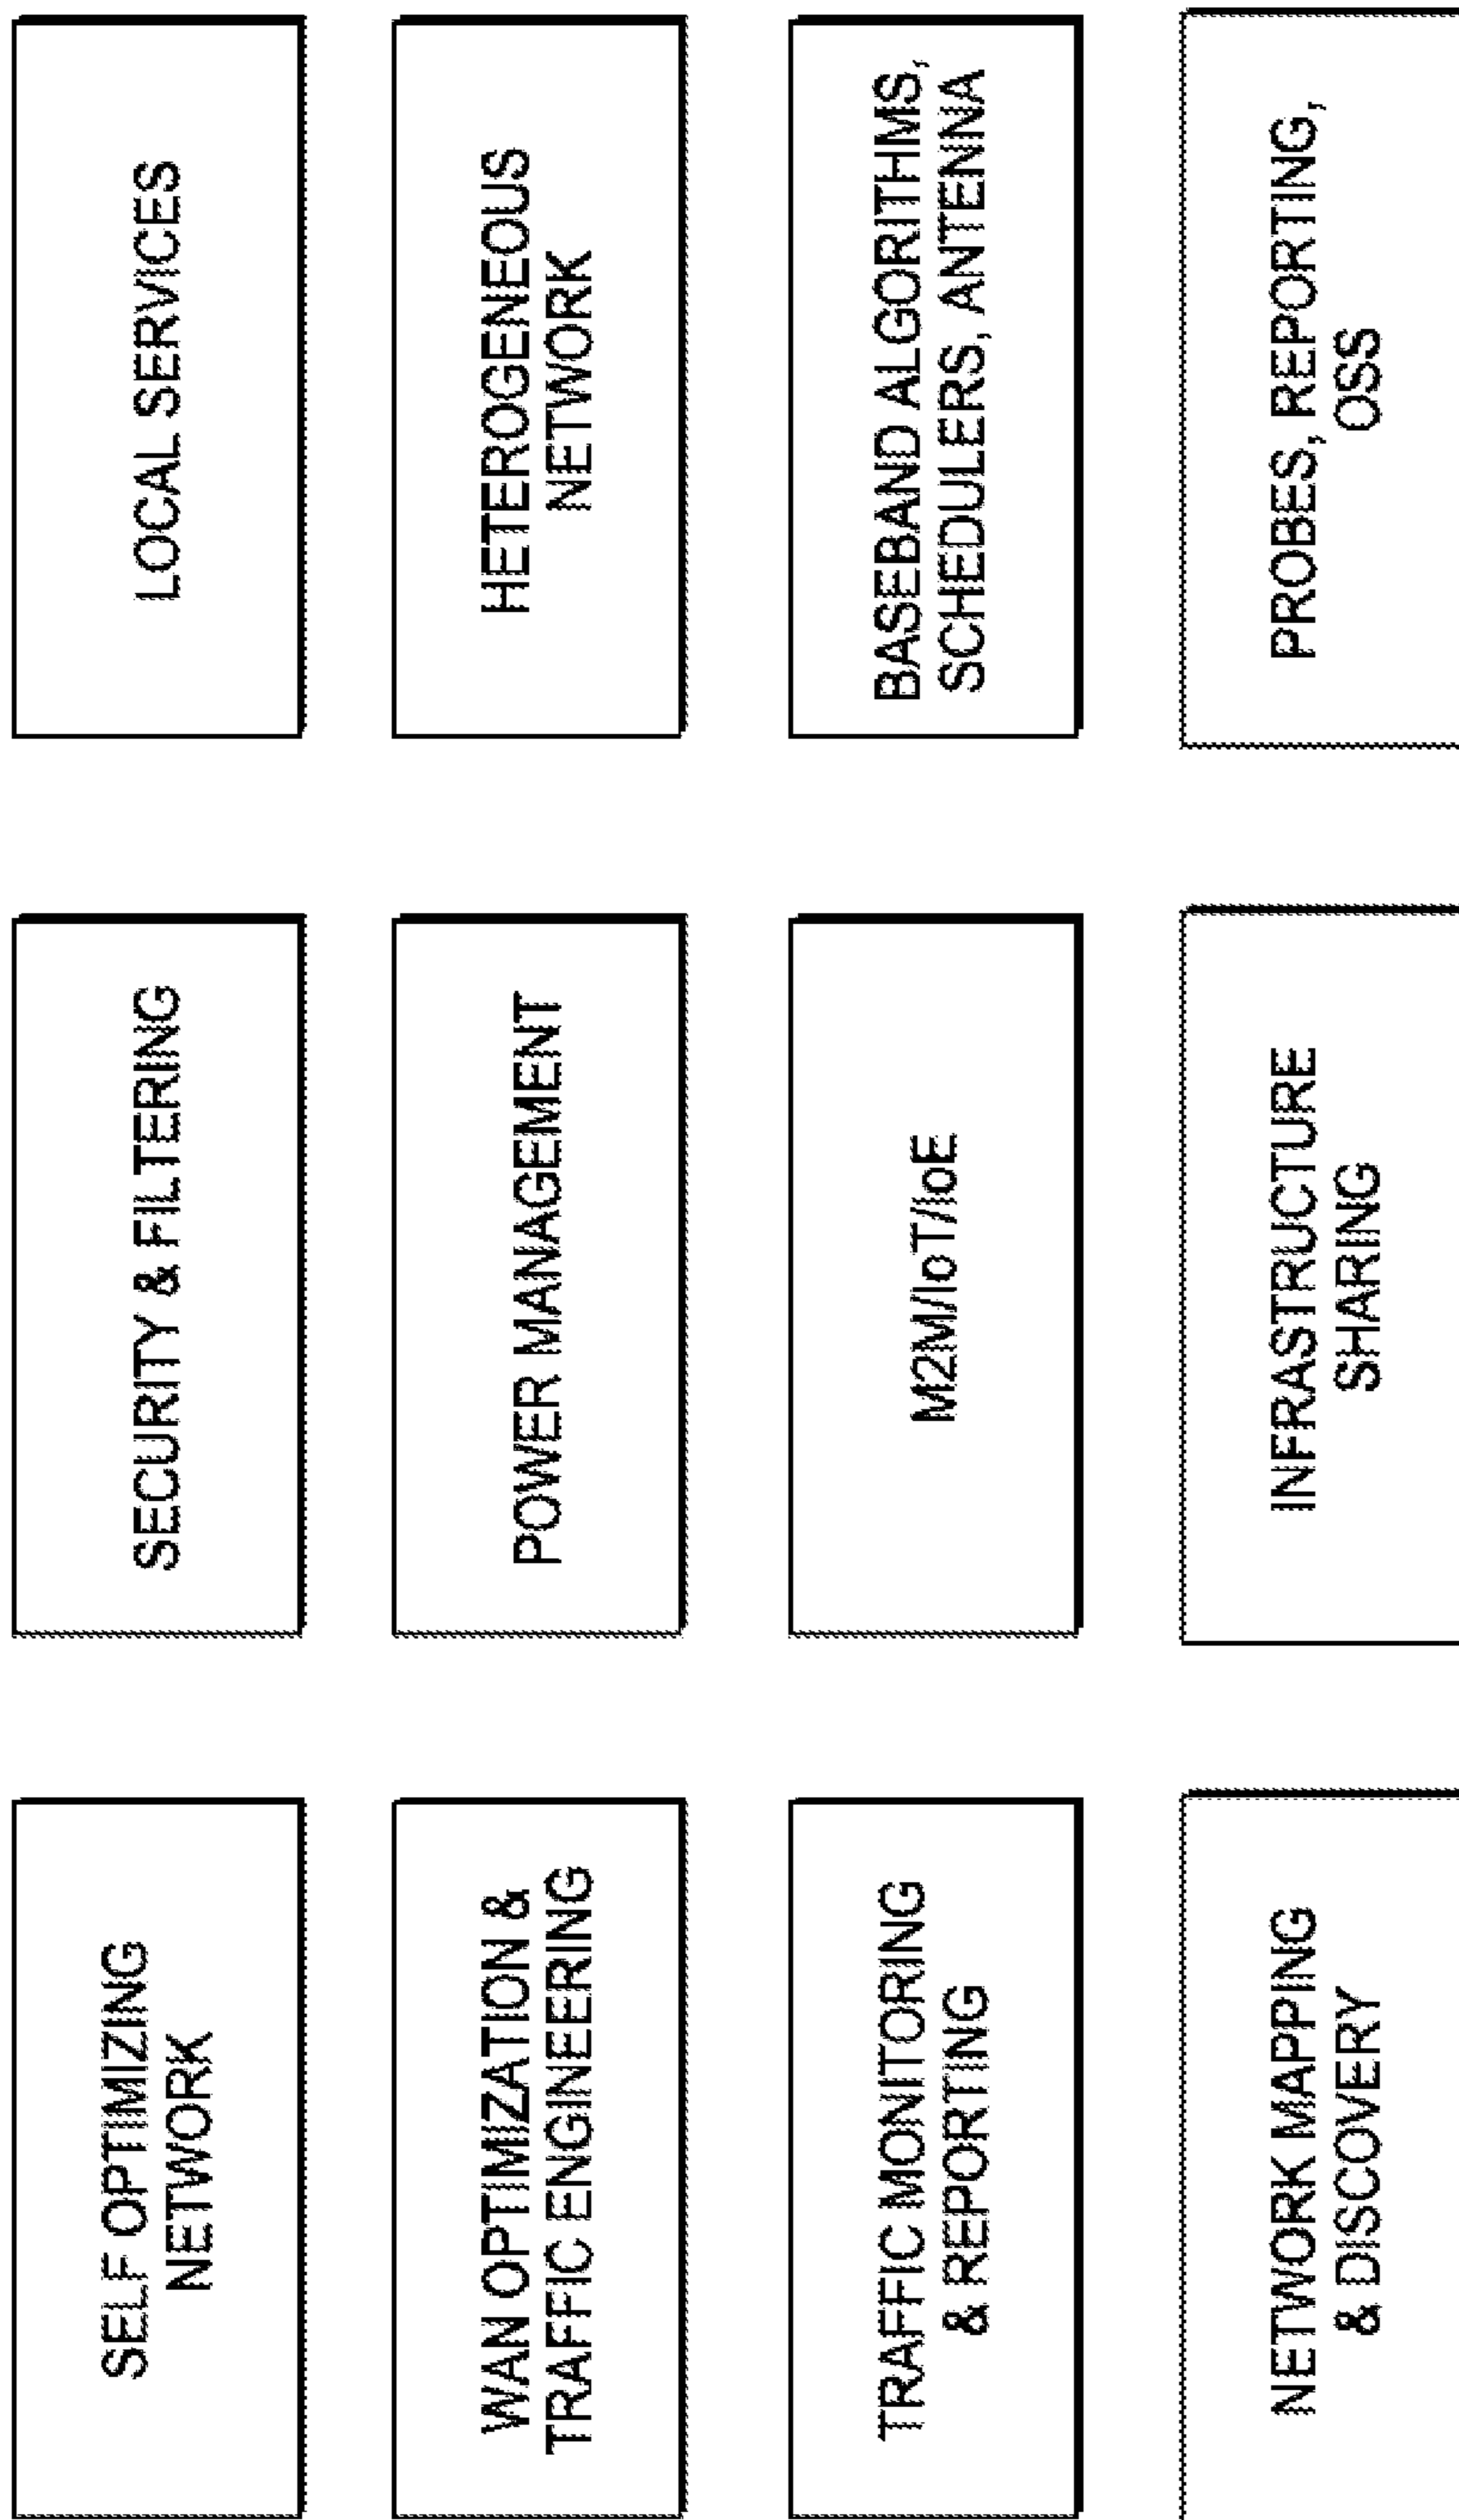 SELF OPTIMIZING
NETWORK
SECURITY & FILTERING
LOCAL SERVICES
WAN OPTIMIZATION &
TRAFFIC ENGINEERING
POWER MANAGEMENT
HETEROGENEOUS
NETWORK
TRAFFIC MONITORING
& REPORTING
M2M/IoT/IoE
BASEBAND ALGORITHMS,
SCHEDULERS, ANTENNA
NETWORK MAPPING
& DISCOVERY
INFRASTRUCTURE
SHARING
PROBES, REPORTING,
OSS